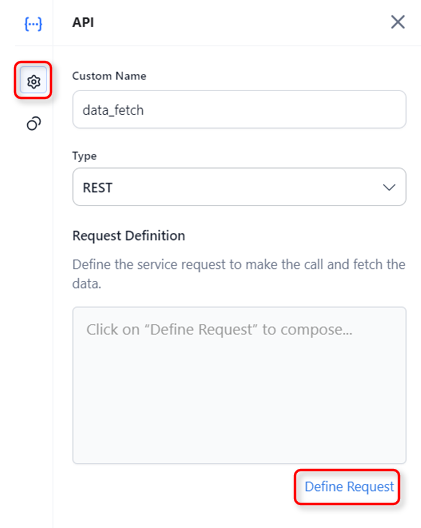 API
Custom Name
data_fetch
Type
REST
Request Definition
Define the service request to make the call and fetch the
data.
Click on “Define Request” to compose...
Define Request